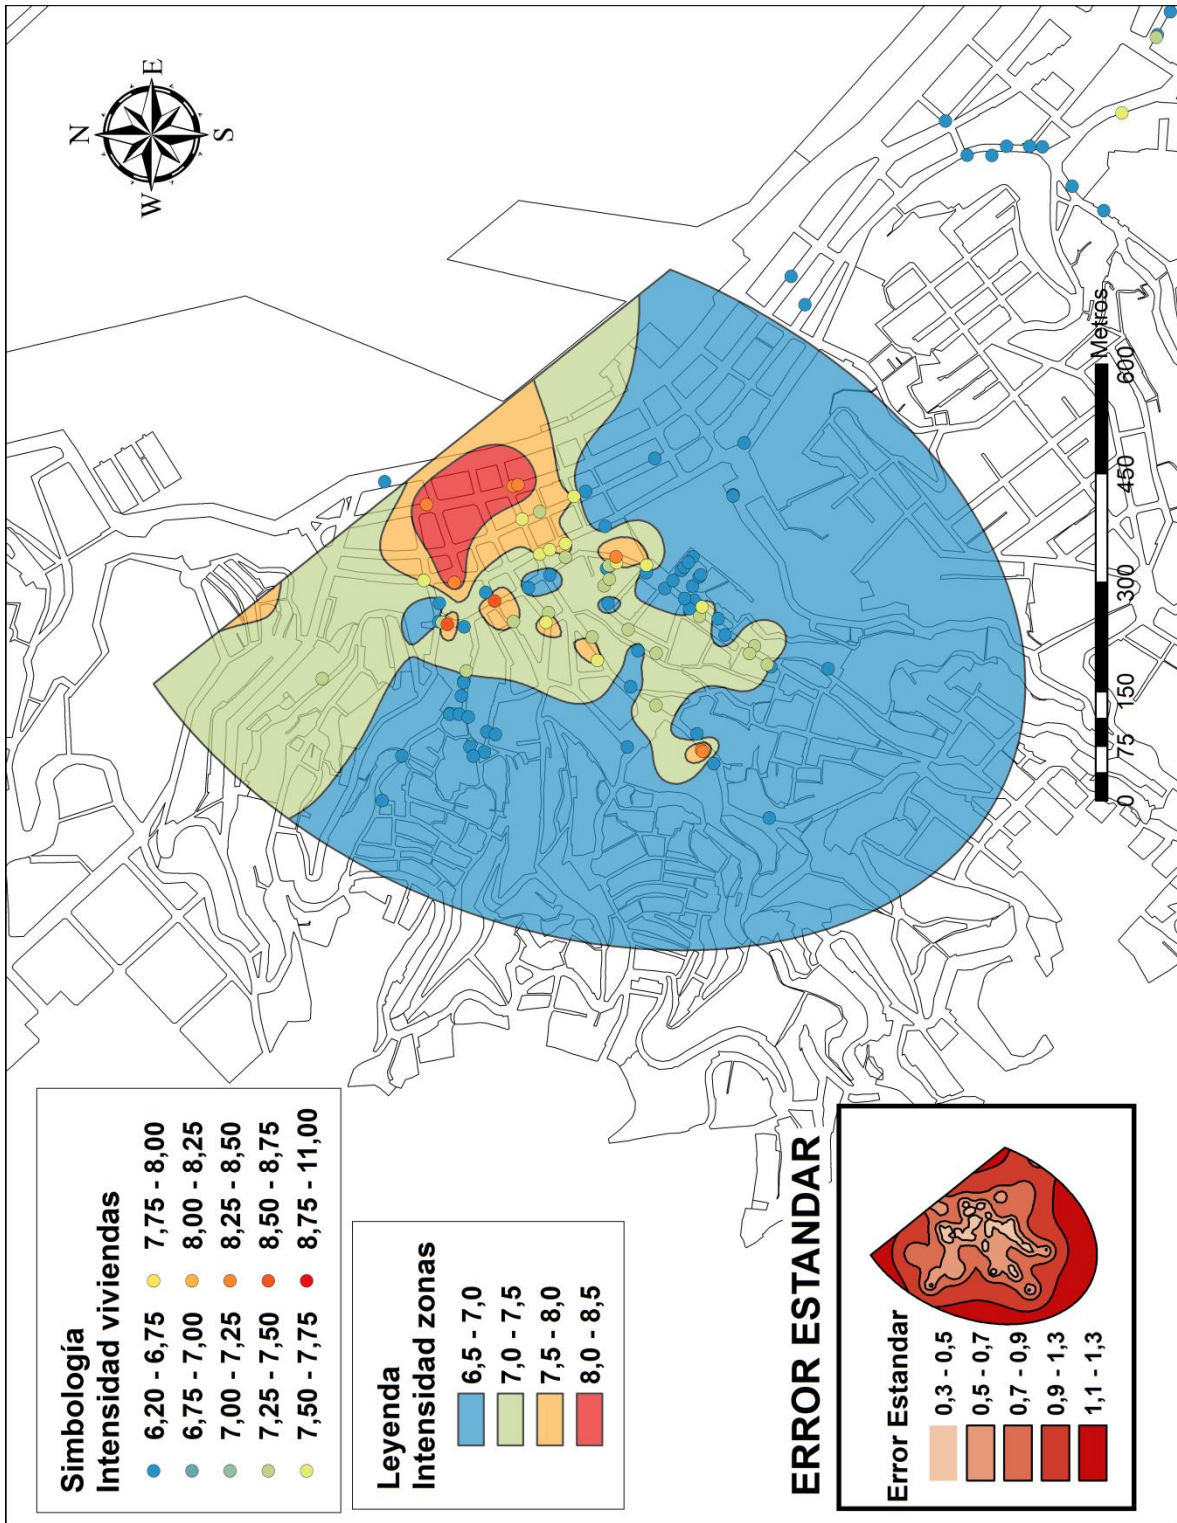 N
W
E
S
Simbología
Intensidad viviendas
6,20 - 6,75
6,75 - 7,00
7,00 - 7,25
7,25 - 7,50
7,50 - 7,75
7,75 - 8,00
8,00 - 8,25
8,25 - 8,50
8,50 - 8,75
8,75 - 11,00
Leyenda
Intensidad zonas
6,5 - 7,0
7,0 - 7,5
7,5 - 8,0
8,0 - 8,5
ERROR ESTANDAR
Error Estandar
0,3 - 0,5
0,5 - 0,7
0,7 - 0,9
0,9 - 1,3
1,1 - 1,3
0 75 150 300 450 600
Metros